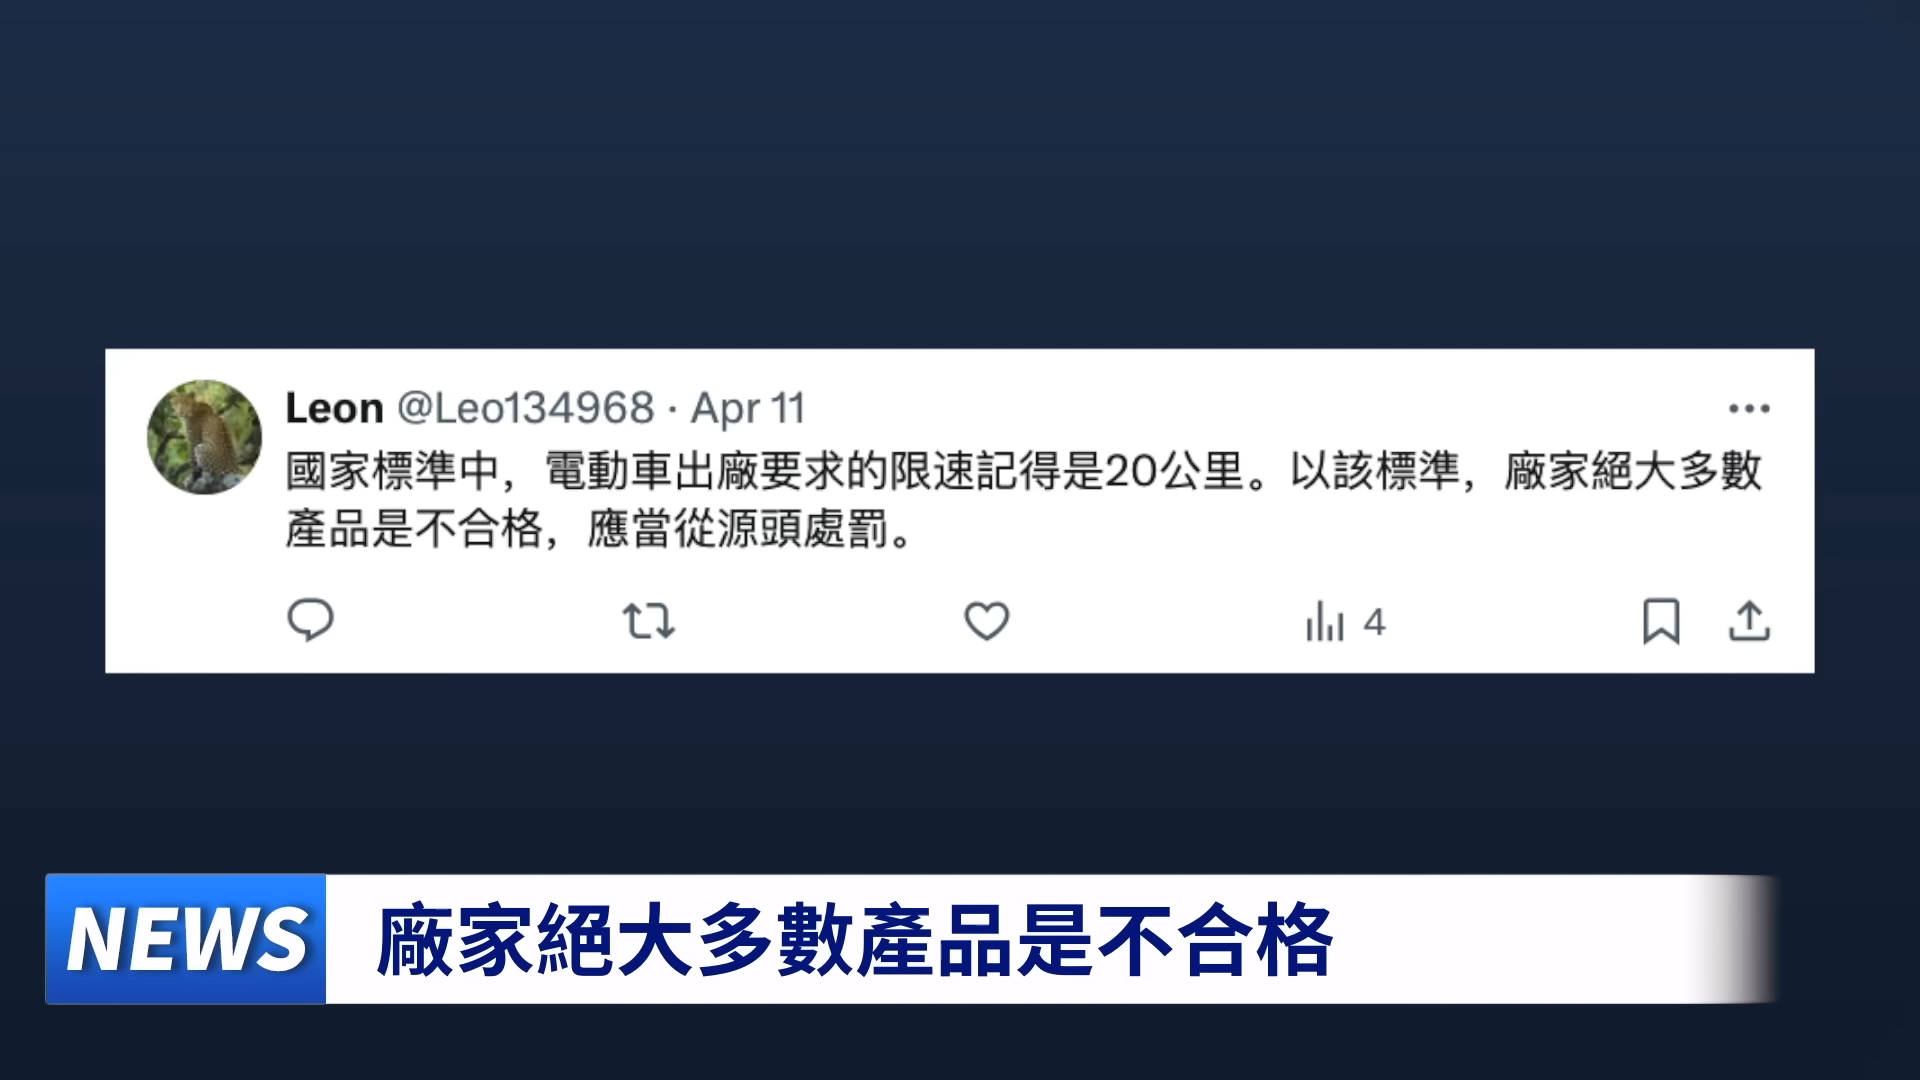 Leon @Leo134968 · Apr 11
國家標準中，電動車出廠要求的限速記得是20公里。以該標準，廠家絕大多數
產品是不合格，應當從源頭處罰。
4
NEWS 廠家絕大多數產品是不合格